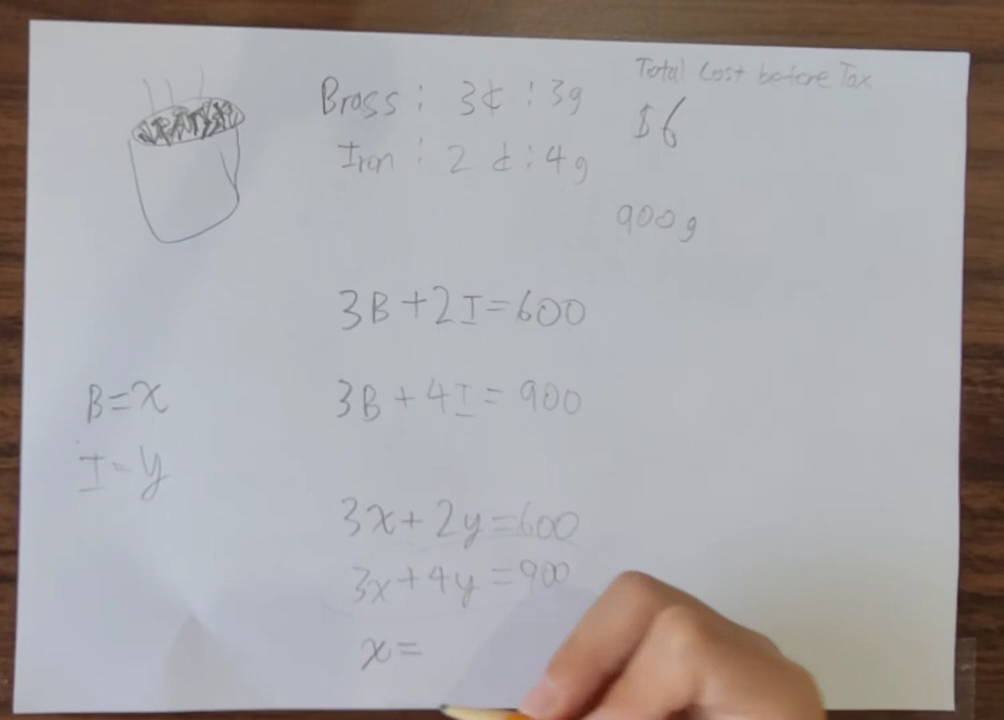 Total Cost before Tax
Brass : 3¢ : 3g
$6
Iron : 2 ¢ : 4g
900g
3B + 2I = 600
B = x
3B + 4I = 900
I = y
3x + 2y = 600
3x + 4y = 900
x =